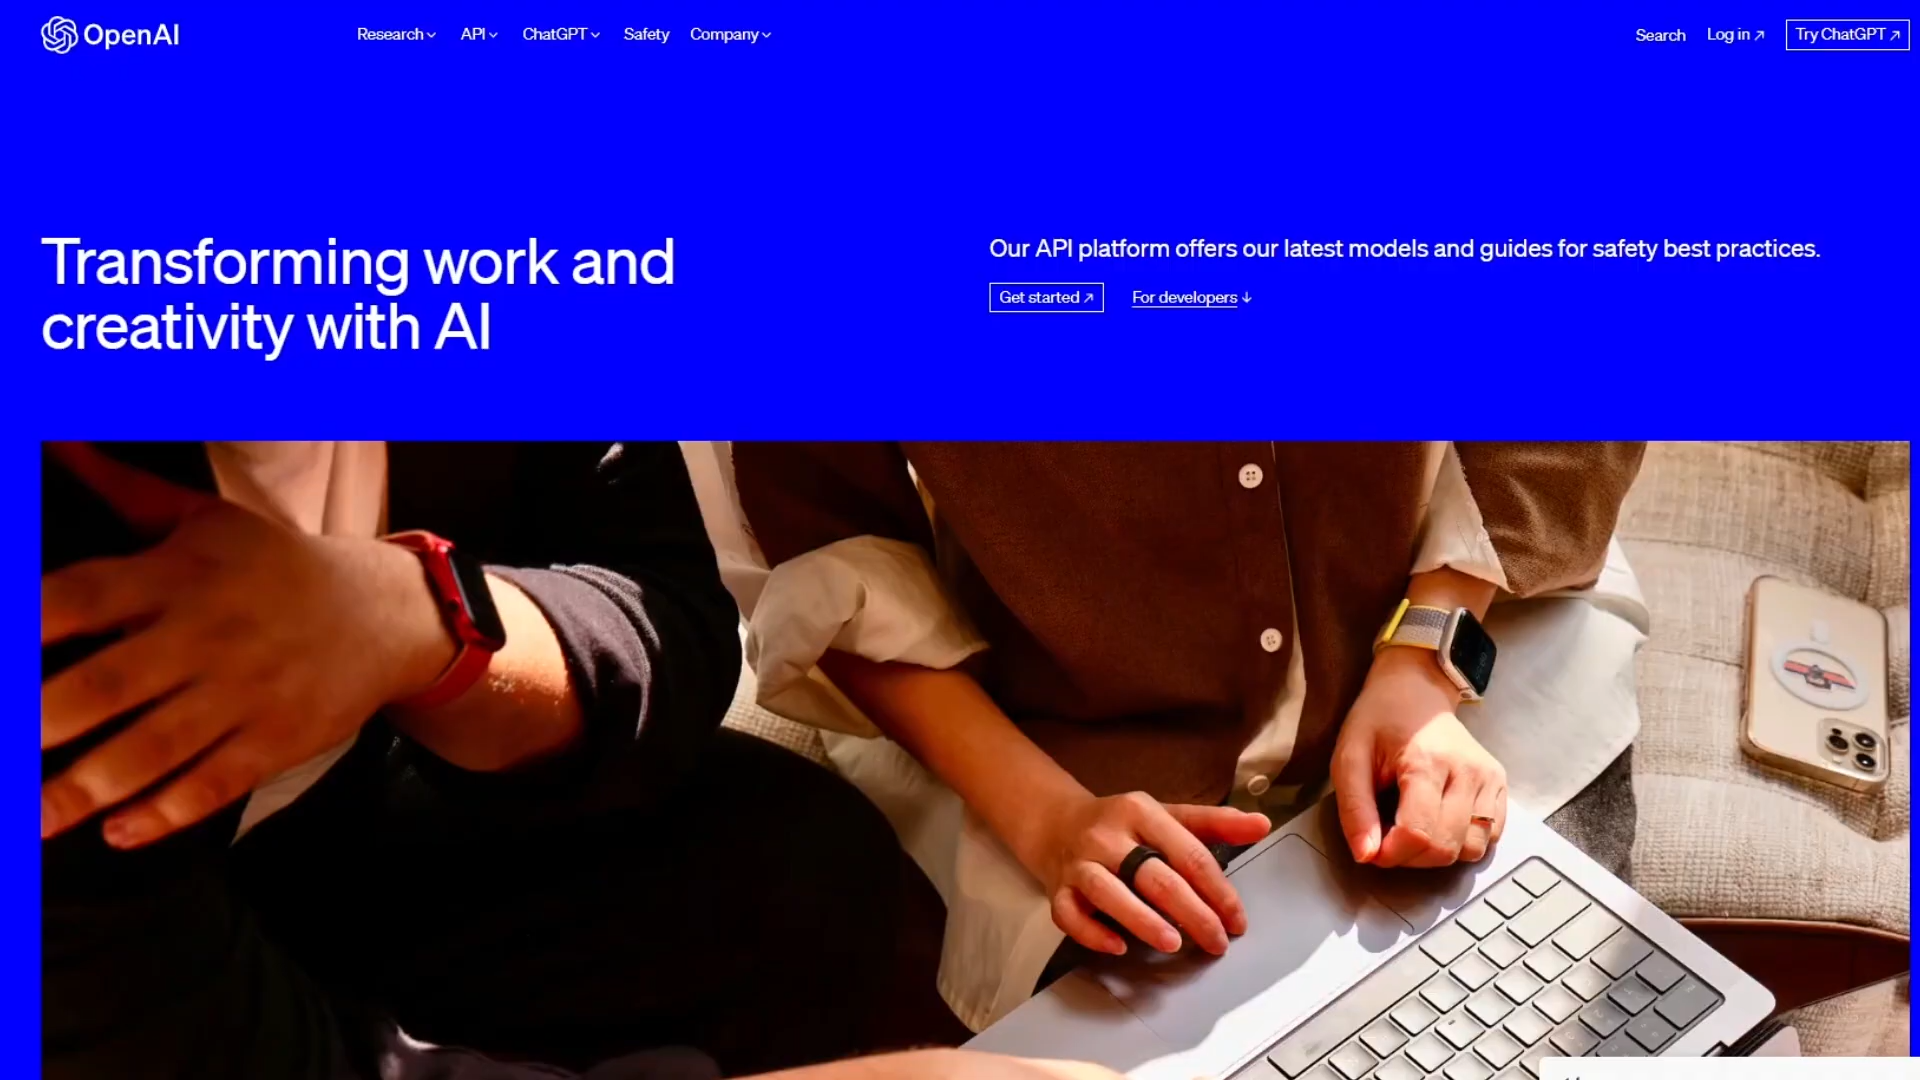 OpenAI
Research
API
ChatGPT
Safety
Company
Search
Log in ↗
Try ChatGPT ↗
Transforming work and
creativity with AI
Our API platform offers our latest models and guides for safety best practices.
Get started ↗
For developers ↓